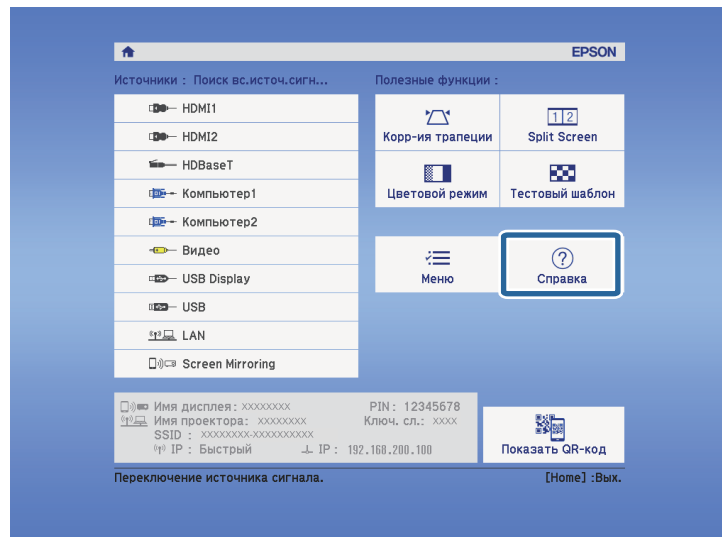 EPSON
Источники : Поиск вс.источ.сигн...
HDMI1
HDMI2
HDBaseT
Компьютер1
Компьютер2
Видео
USB Display
USB
LAN
Screen Mirroring
Полезные функции :
Корр-ия трапеции
1 2
Split Screen
Цветовой режим
Тестовый шаблон
Меню
?
Справка
Имя дисплея: XXXXXXXX
PIN: 12345678
Имя проектора: XXXXXXXX
Ключ. сл.: XXXX
SSID : XXXXXXXX-XXXXXXXXXX
IP : Быстрый
IP : 192.168.200.100
Показать QR-код
Переключение источника сигнала.
[Home] :Вых.